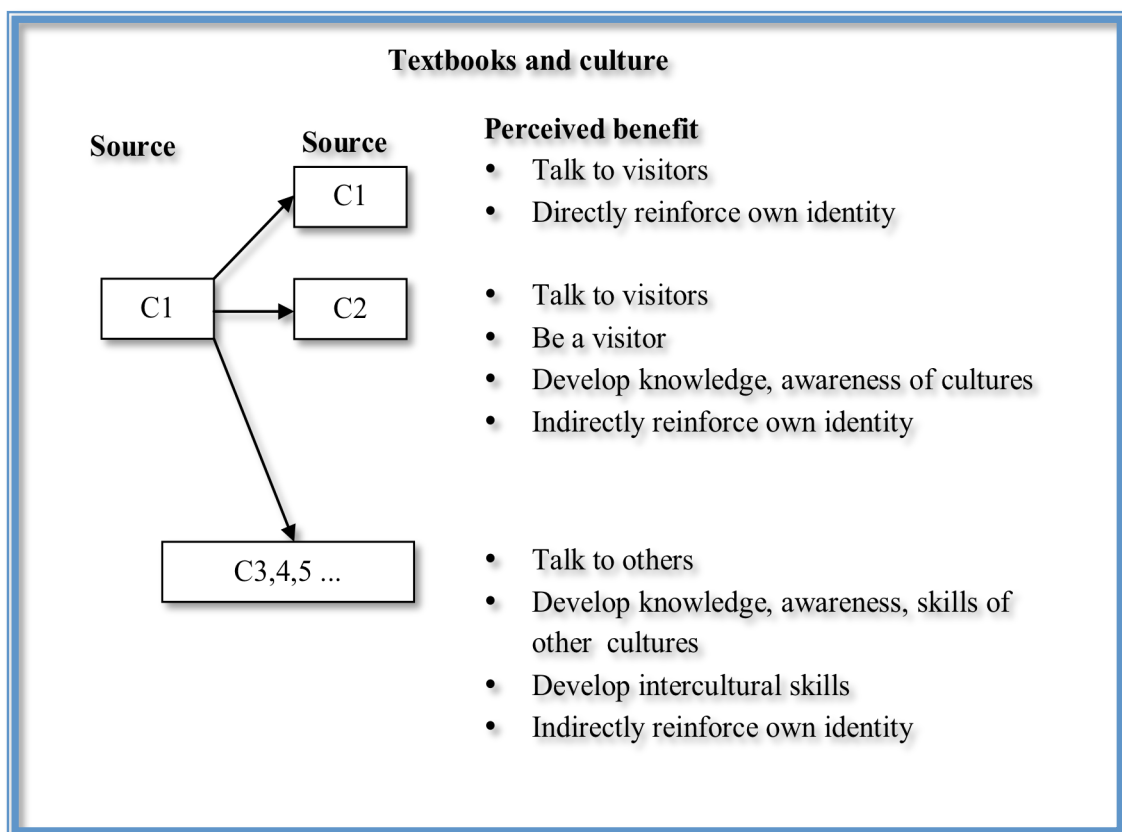 Textbooks and culture
Source
Source
Perceived benefit
C1
• Talk to visitors
• Directly reinforce own identity
C1
C2
• Talk to visitors
• Be a visitor
• Develop knowledge, awareness of cultures
• Indirectly reinforce own identity
C3,4,5 ...
• Talk to others
• Develop knowledge, awareness, skills of
other cultures
• Develop intercultural skills
• Indirectly reinforce own identity